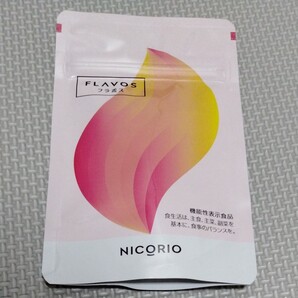 FLAVOS
フラボス
機能性表示食品
食生活は、主食、主菜、副菜を
基本に、食事のバランスを。
NICORIO